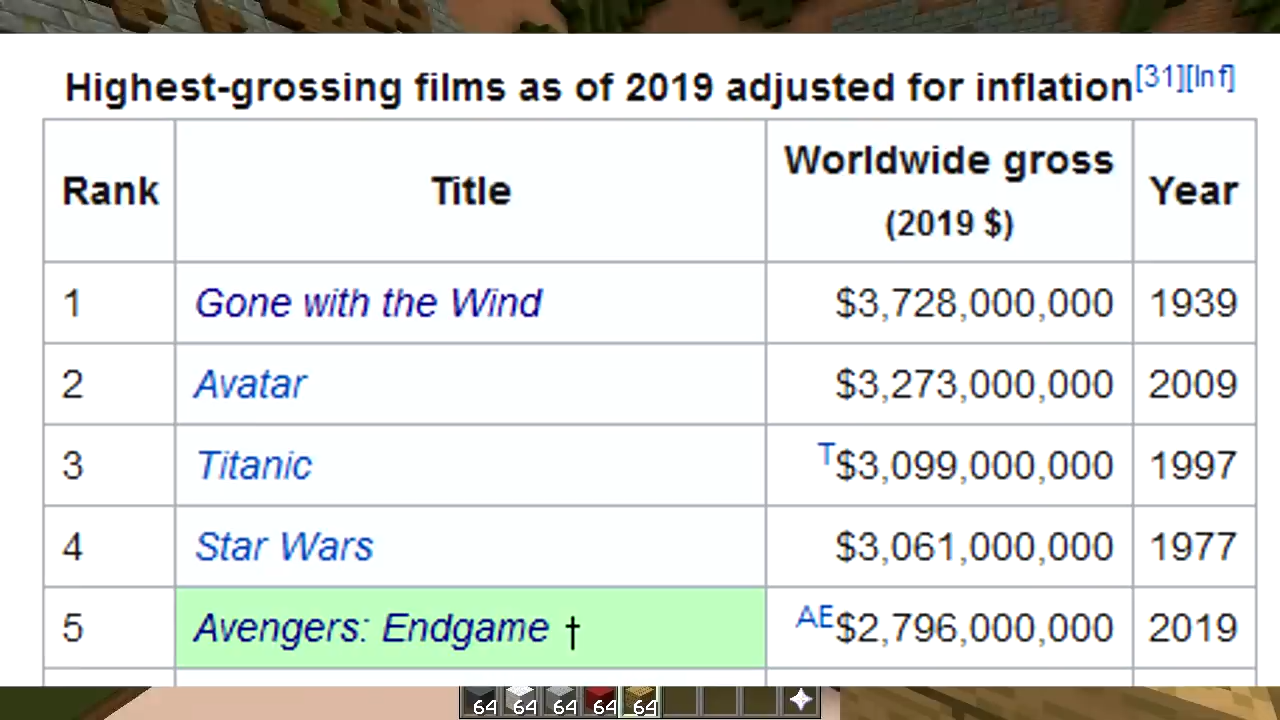 Highest-grossing films as of 2019 adjusted for inflation[31][Inf]
Rank Title Worldwide gross (2019 $) Year
1 Gone with the Wind $3,728,000,000 1939
2 Avatar $3,273,000,000 2009
3 Titanic T$3,099,000,000 1997
4 Star Wars $3,061,000,000 1977
5 Avengers: Endgame † AE$2,796,000,000 2019
64 64 64 64 64